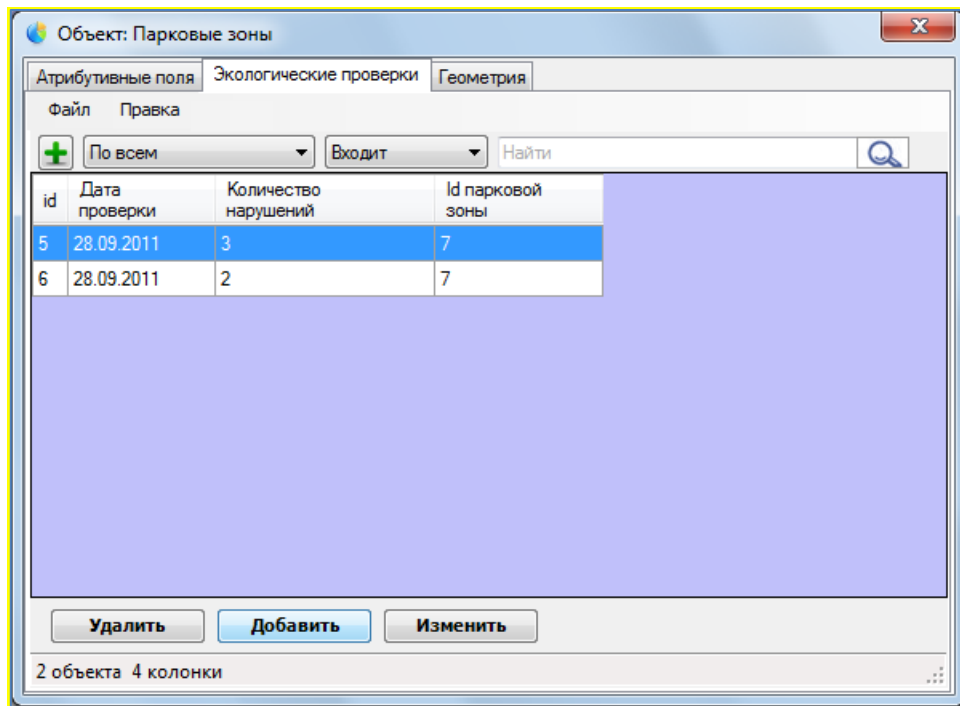 Объект: Парковые зоны
x
Атрибутивные поля Экологические проверки Геометрия
Файл Правка
По всем Входит Найти
id Дата проверки Количество нарушений Id парковой зоны
5 28.09.2011 3 7
6 28.09.2011 2 7
Удалить Добавить Изменить
2 объекта 4 колонки